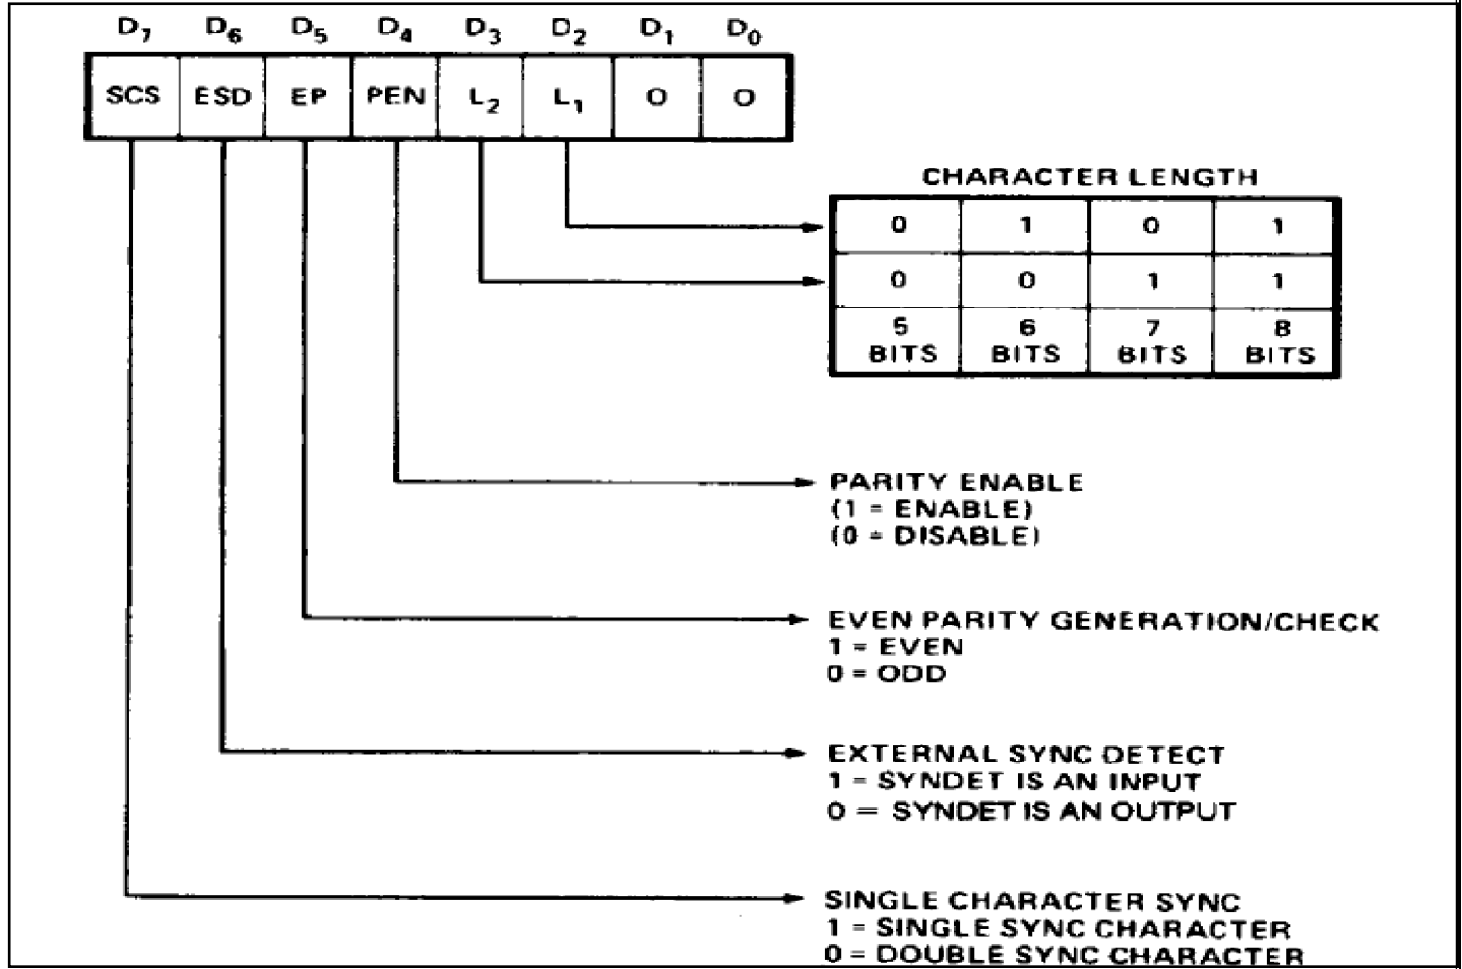 D7 D6 D5 D4 D3 D2 D1 D0
SCS ESD EP PEN L2 L1 0 0
CHARACTER LENGTH
0 1 0 1
0 0 1 1
5 6 7 8
BITS BITS BITS BITS
PARITY ENABLE
(1 = ENABLE)
(0 = DISABLE)
EVEN PARITY GENERATION/CHECK
1 = EVEN
0 = ODD
EXTERNAL SYNC DETECT
1 = SYNDET IS AN INPUT
0 = SYNDET IS AN OUTPUT
SINGLE CHARACTER SYNC
1 = SINGLE SYNC CHARACTER
0 = DOUBLE SYNC CHARACTER